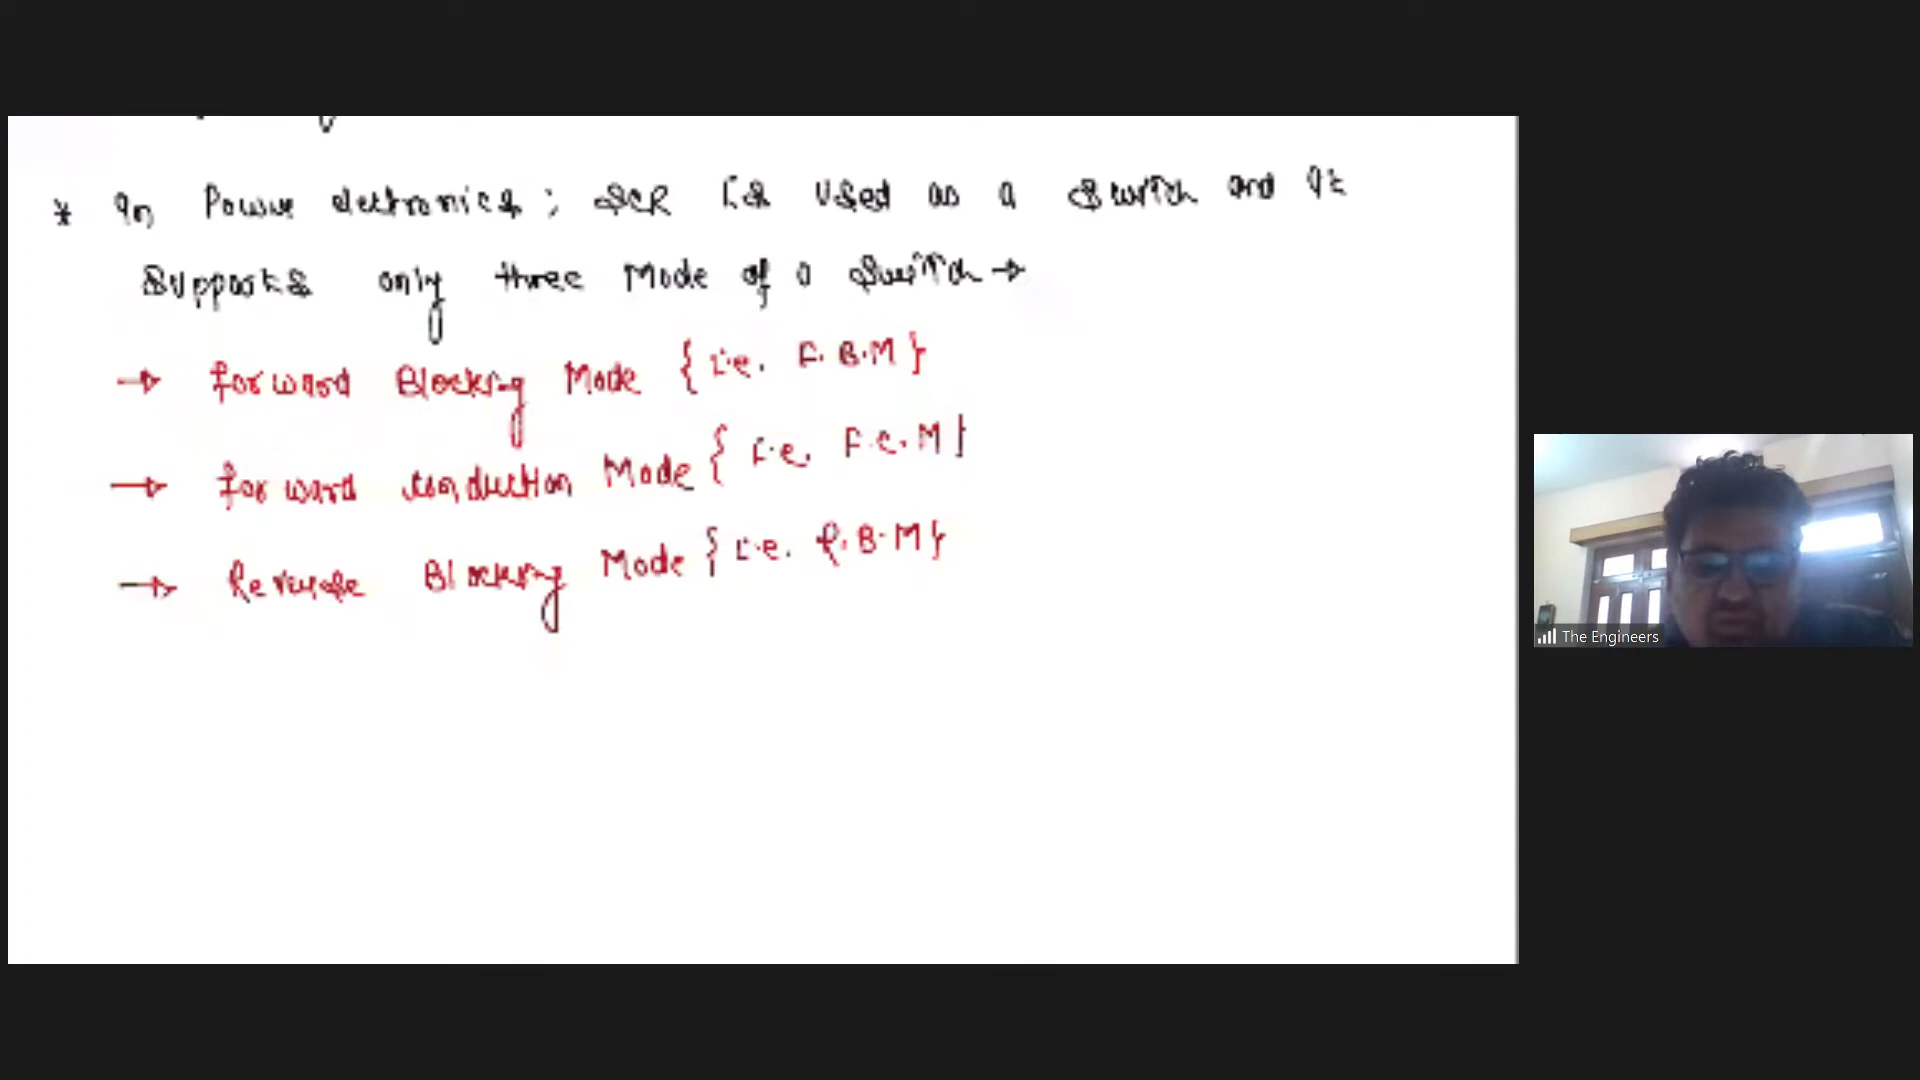 * In Power electronics; SCR is used as a switch and it
supports only three Mode of a switch →
→ forward Blocking Mode {i.e. F.B.M}
→ forward conduction Mode {i.e. F.C.M}
→ Reverse Blocking Mode {i.e. R.B.M}
The Engineers